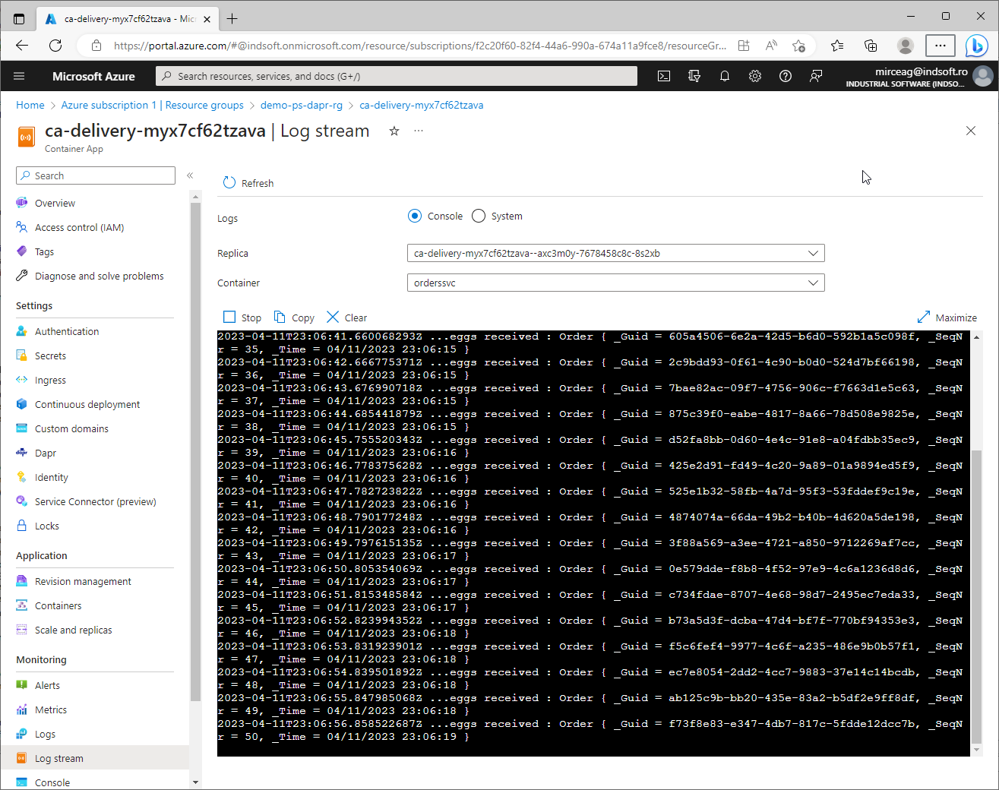 ca-delivery-myx7cf62tzava - Mic
https://portal.azure.com/#@indsoft.onmicrosoft.com/resource/subscriptions/f2c20f60-82f4-44a6-990a-674a11a9fce8/resourceGr...
Microsoft Azure
Search resources, services, and docs (G+/)
mirceag@indsoft.ro
INDUSTRIAL SOFTWARE (INDSO...
Home > Azure subscription 1 | Resource groups > demo-ps-dapr-rg > ca-delivery-myx7cf62tzava
ca-delivery-myx7cf62tzava | Log stream
Container App
Search
Overview
Access control (IAM)
Tags
Diagnose and solve problems
Settings
Authentication
Secrets
Ingress
Continuous deployment
Custom domains
Dapr
Identity
Service Connector (preview)
Locks
Application
Revision management
Containers
Scale and replicas
Monitoring
Alerts
Metrics
Logs
Log stream
Console
Refresh
Logs Console System
Replica ca-delivery-myx7cf62tzava--axc3m0y-7678458c8c-8s2xb
Container orderssvc
Stop Copy Clear Maximize
2023-04-11T23:06:41.660068293Z ...eggs received : Order { _Guid = 605a4506-6e2a-42d5-b6d0-592b1a5c098f, _SeqN
r = 35, _Time = 04/11/2023 23:06:15 }
2023-04-11T23:06:42.666775371Z ...eggs received : Order { _Guid = 2c9bdd93-0f61-4c90-b0d0-524d7bf66198, _SeqN
r = 36, _Time = 04/11/2023 23:06:15 }
2023-04-11T23:06:43.676990718Z ...eggs received : Order { _Guid = 7bae82ac-09f7-4756-906c-f7663d1e5c63, _SeqN
r = 37, _Time = 04/11/2023 23:06:15 }
2023-04-11T23:06:44.685441879Z ...eggs received : Order { _Guid = 875c39f0-eabe-4817-8a66-78d508e9825e, _SeqN
r = 38, _Time = 04/11/2023 23:06:15 }
2023-04-11T23:06:45.755520343Z ...eggs received : Order { _Guid = d52fa8bb-0d60-4e4c-91e8-a04fdbb35ec9, _SeqN
r = 39, _Time = 04/11/2023 23:06:16 }
2023-04-11T23:06:46.778375628Z ...eggs received : Order { _Guid = 425e2d91-fd49-4c20-9a89-01a9894ed5f9, _SeqN
r = 40, _Time = 04/11/2023 23:06:16 }
2023-04-11T23:06:47.782723822Z ...eggs received : Order { _Guid = 525e1b32-58fb-4a7d-95f3-53fddef9c19e, _SeqN
r = 41, _Time = 04/11/2023 23:06:16 }
2023-04-11T23:06:48.790177248Z ...eggs received : Order { _Guid = 4874074a-66da-49b2-b40b-4d620a5de198, _SeqN
r = 42, _Time = 04/11/2023 23:06:16 }
2023-04-11T23:06:49.797615135Z ...eggs received : Order { _Guid = 3f88a569-a3ee-4721-a850-9712269af7cc, _SeqN
r = 43, _Time = 04/11/2023 23:06:17 }
2023-04-11T23:06:50.805354069Z ...eggs received : Order { _Guid = 0e579dde-f8b8-4f52-97e9-4c6a1236d8d6, _SeqN
r = 44, _Time = 04/11/2023 23:06:17 }
2023-04-11T23:06:51.815348584Z ...eggs received : Order { _Guid = c734fdae-8707-4e68-98d7-2495ec7eda33, _SeqN
r = 45, _Time = 04/11/2023 23:06:17 }
2023-04-11T23:06:52.823994352Z ...eggs received : Order { _Guid = b73a5d3f-dcba-47d4-bf7f-770bf94353e3, _SeqN
r = 46, _Time = 04/11/2023 23:06:18 }
2023-04-11T23:06:53.831923901Z ...eggs received : Order { _Guid = f5c6fef4-9977-4c6f-a235-486e9b0b57f1, _SeqN
r = 47, _Time = 04/11/2023 23:06:18 }
2023-04-11T23:06:54.839501892Z ...eggs received : Order { _Guid = ec7e8054-2dd2-4cc7-9883-37e14c14bcdb, _SeqN
r = 48, _Time = 04/11/2023 23:06:18 }
2023-04-11T23:06:55.847985068Z ...eggs received : Order { _Guid = ab125c9b-bb20-435e-83a2-b5df2e9ff8df, _SeqN
r = 49, _Time = 04/11/2023 23:06:18 }
2023-04-11T23:06:56.858522687Z ...eggs received : Order { _Guid = f73f8e83-e347-4db7-817c-5fdde12dcc7b, _SeqN
r = 50, _Time = 04/11/2023 23:06:19 }